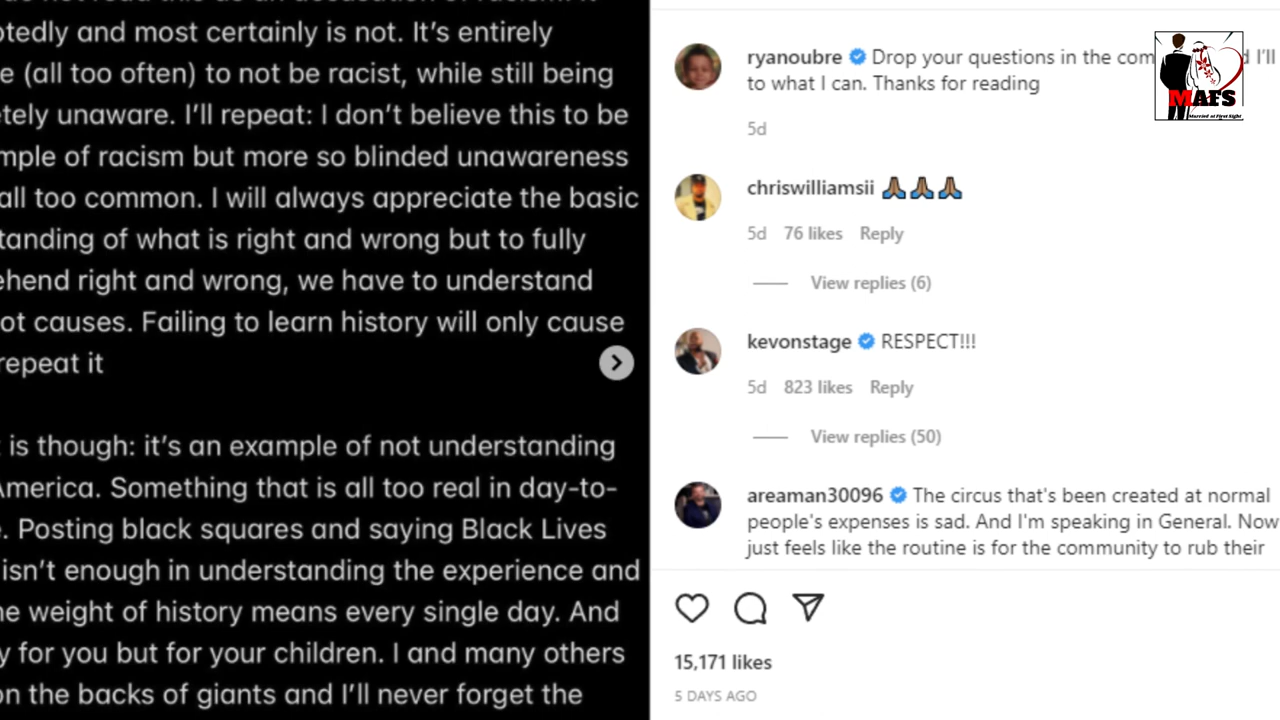 otedly and most certainly is not. It's entirely
e (all too often) to not be racist, while still being
etely unaware. I'll repeat: I don't believe this to be
mple of racism but more so blinded unawareness
all too common. I will always appreciate the basic
tanding of what is right and wrong but to fully
ehend right and wrong, we have to understand
ot causes. Failing to learn history will only cause
repeat it
t is though: it's an example of not understanding
America. Something that is all too real in day-to-
e. Posting black squares and saying Black Lives
isn't enough in understanding the experience and
he weight of history means every single day. And
y for you but for your children. I and many others
on the backs of giants and I'll never forget the
ryanoubre Drop your questions in the com d I'll
to what I can. Thanks for reading
5d
chriswilliamsii 🙏🏾🙏🏾🙏🏾
5d 76 likes Reply
View replies (6)
kevonstage RESPECT!!!
5d 823 likes Reply
View replies (50)
areaman30096 The circus that's been created at normal
people's expenses is sad. And I'm speaking in General. Now
just feels like the routine is for the community to rub their
15,171 likes
5 DAYS AGO
MAFS
Married at First Sight